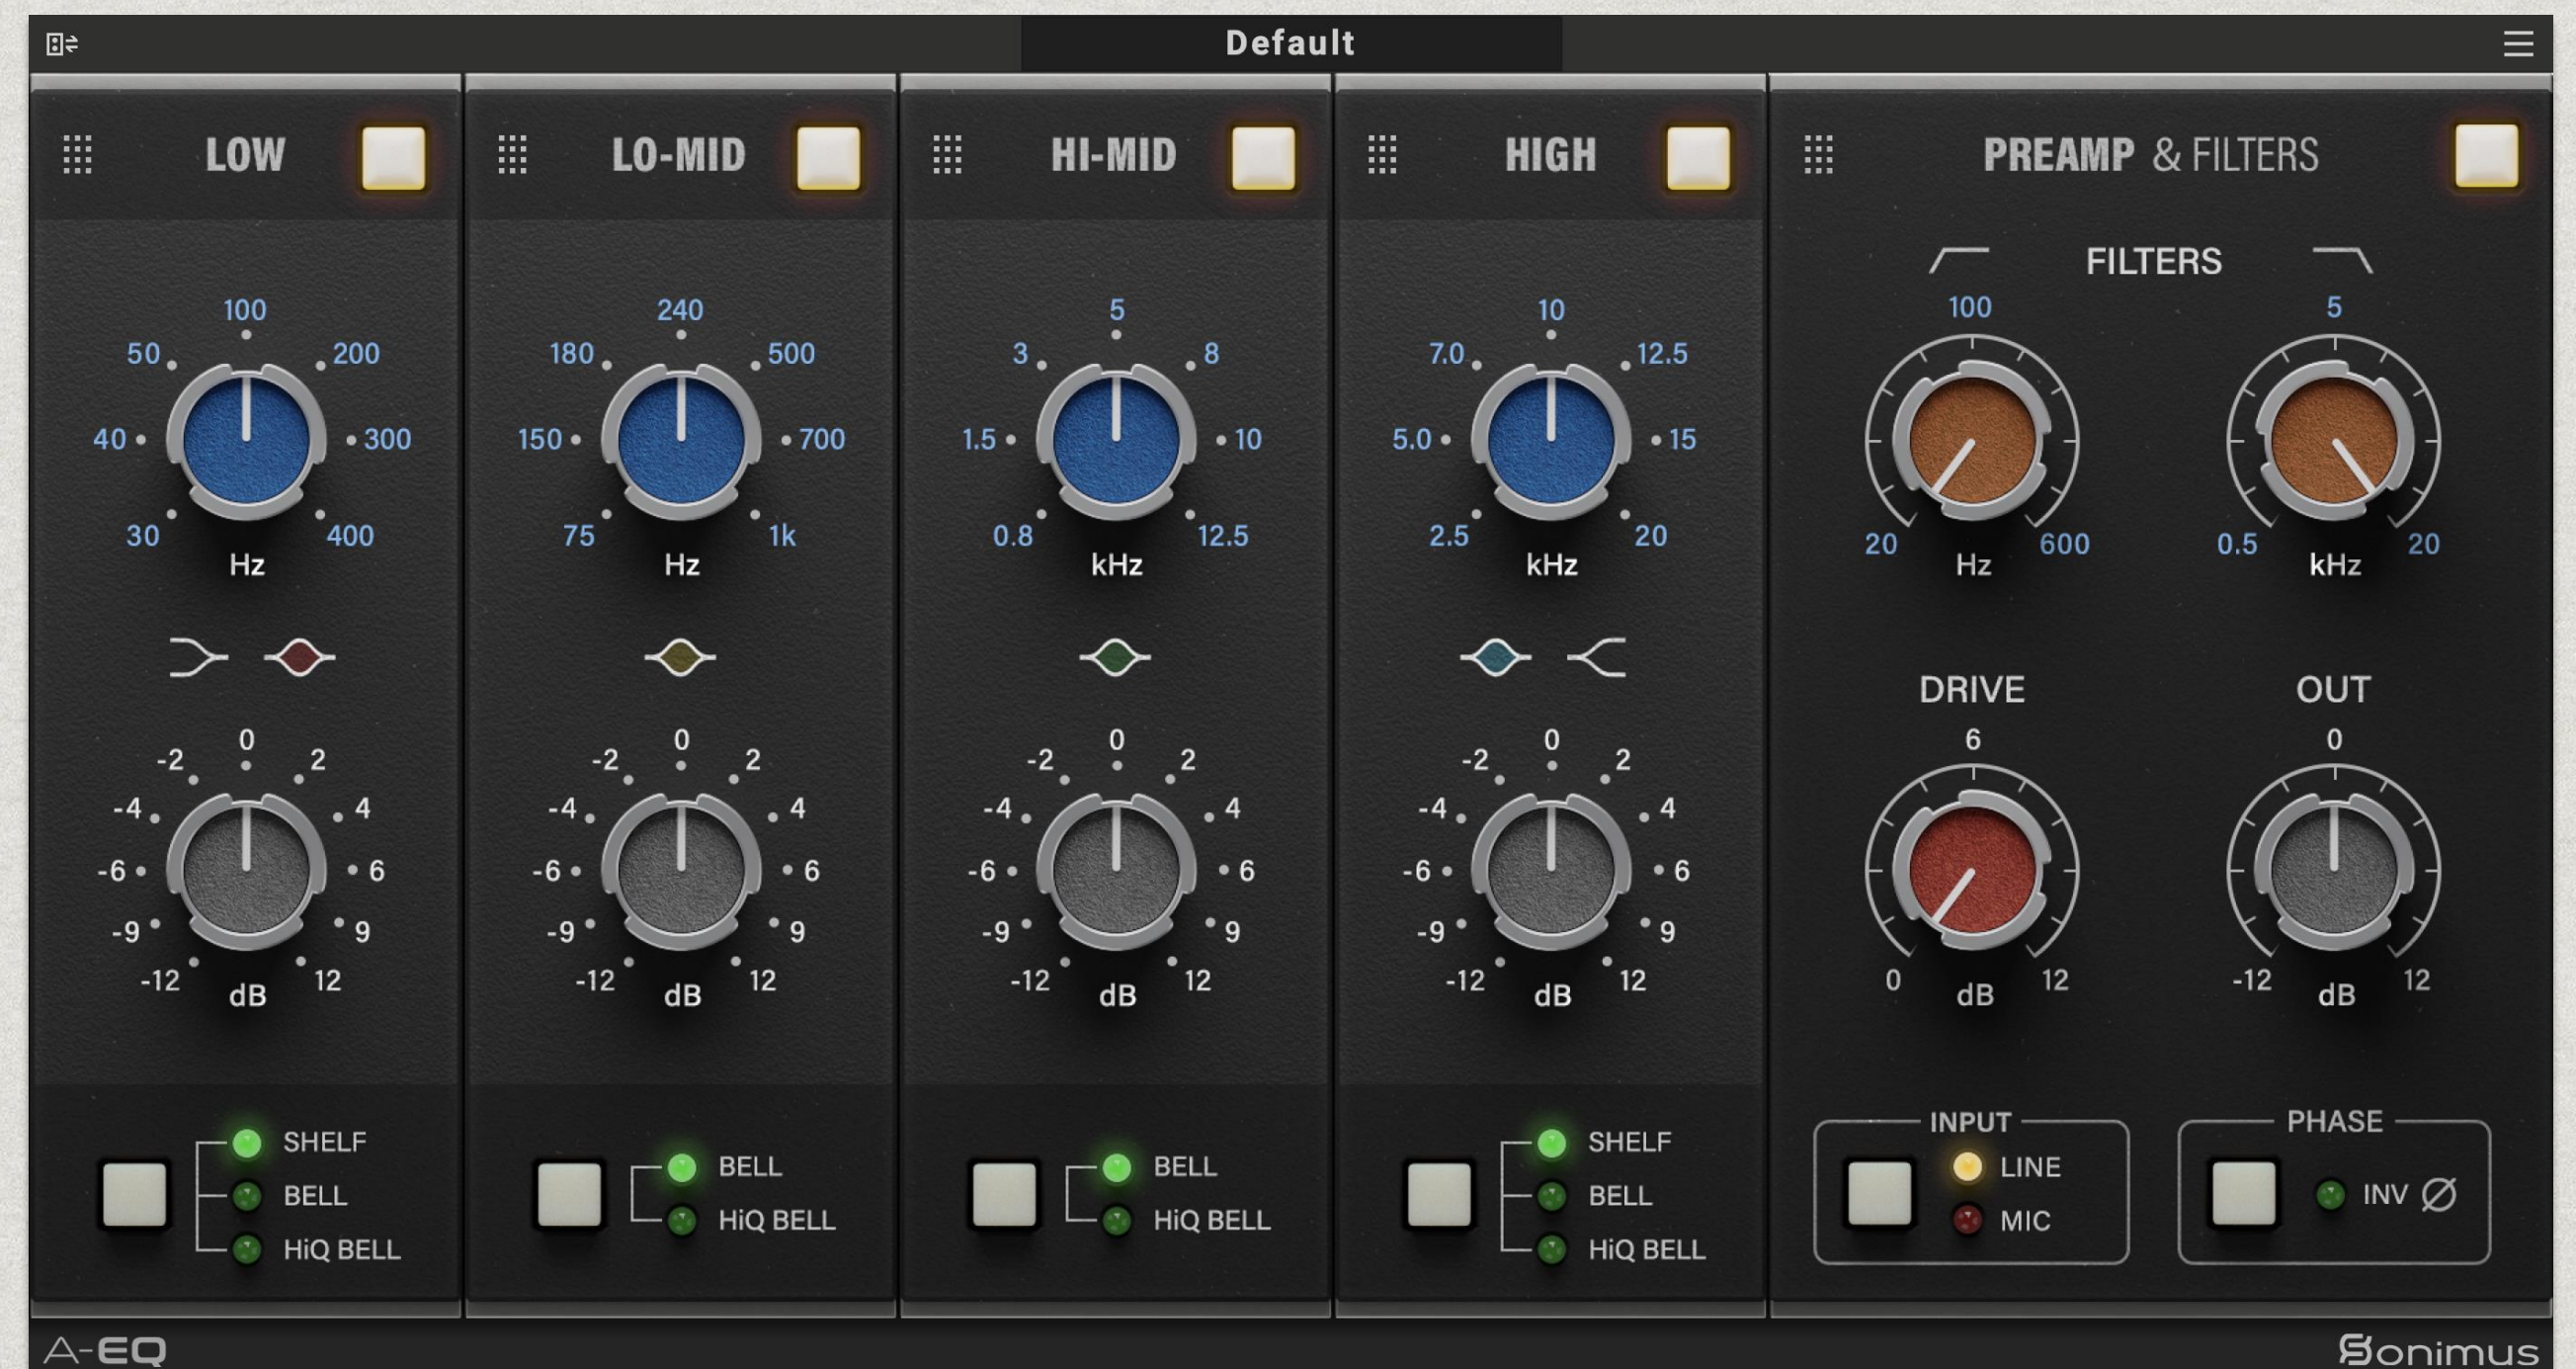 Default
LOW
100
50 200
40 300
30 400
Hz
0
-2 2
-4 4
-6 6
-9 9
-12 12
dB
SHELF
BELL
HiQ BELL
LO-MID
240
180 500
150 700
75 1k
Hz
0
-2 2
-4 4
-6 6
-9 9
-12 12
dB
BELL
HiQ BELL
HI-MID
5
3 8
1.5 10
0.8 12.5
kHz
0
-2 2
-4 4
-6 6
-9 9
-12 12
dB
BELL
HiQ BELL
HIGH
10
7.0 12.5
5.0 15
2.5 20
kHz
0
-2 2
-4 4
-6 6
-9 9
-12 12
dB
SHELF
BELL
HiQ BELL
PREAMP & FILTERS
FILTERS
100
20 600
Hz
5
0.5 20
kHz
DRIVE
6
0 12
dB
OUT
0
-12 12
dB
INPUT
LINE
MIC
PHASE
INV Ø
A-EQ
Sonimus